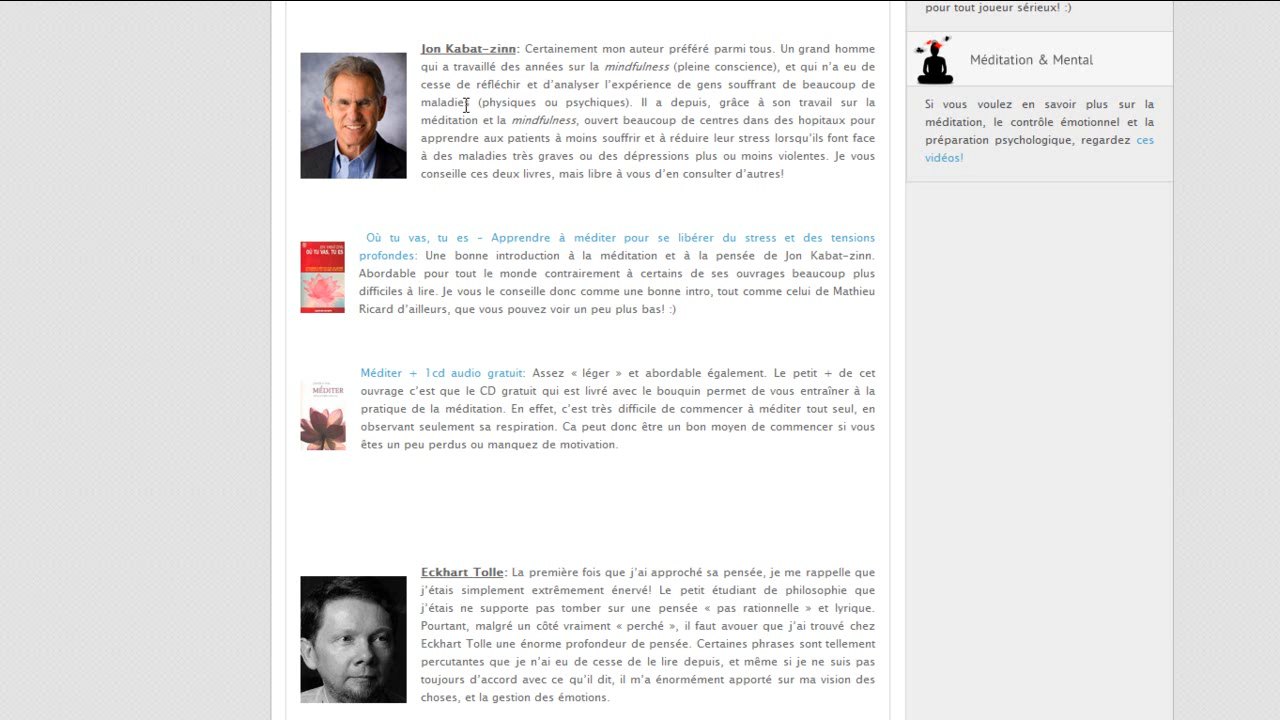 Jon Kabat-zinn: Certainement mon auteur préféré parmi tous. Un grand homme
qui a travaillé des années sur la mindfulness (pleine conscience), et qui n'a eu de
cesse de réfléchir et d'analyser l'expérience de gens souffrant de beaucoup de
maladies (physiques ou psychiques). Il a depuis, grâce à son travail sur la
méditation et la mindfulness, ouvert beaucoup de centres dans des hopitaux pour
apprendre aux patients à moins souffrir et à réduire leur stress lorsqu'ils font face
à des maladies très graves ou des dépressions plus ou moins violentes. Je vous
conseille ces deux livres, mais libre à vous d'en consulter d'autres!
OÙ TU VAS, TU ES
Où tu vas, tu es – Apprendre à méditer pour se libérer du stress et des tensions
profondes: Une bonne introduction à la méditation et à la pensée de Jon Kabat-zinn.
Abordable pour tout le monde contrairement à certains de ses ouvrages beaucoup plus
difficiles à lire. Je vous le conseille donc comme une bonne intro, tout comme celui de Mathieu
Ricard d'ailleurs, que vous pouvez voir un peu plus bas! :)
MÉDITER
Méditer + 1cd audio gratuit: Assez « léger » et abordable également. Le petit + de cet
ouvrage c'est que le CD gratuit qui est livré avec le bouquin permet de vous entraîner à la
pratique de la méditation. En effet, c'est très difficile de commencer à méditer tout seul, en
observant seulement sa respiration. Ca peut donc être un bon moyen de commencer si vous
êtes un peu perdus ou manquez de motivation.
Eckhart Tolle: La première fois que j'ai approché sa pensée, je me rappelle que
j'étais simplement extrêmement énervé! Le petit étudiant de philosophie que
j'étais ne supporte pas tomber sur une pensée « pas rationnelle » et lyrique.
Pourtant, malgré un côté vraiment « perché », il faut avouer que j'ai trouvé chez
Eckhart Tolle une énorme profondeur de pensée. Certaines phrases sont tellement
percutantes que je n'ai eu de cesse de le lire depuis, et même si je ne suis pas
toujours d'accord avec ce qu'il dit, il m'a énormément apporté sur ma vision des
choses, et la gestion des émotions.
pour tout joueur sérieux! :)
Méditation & Mental
Si vous voulez en savoir plus sur la
méditation, le contrôle émotionnel et la
préparation psychologique, regardez ces
vidéos!